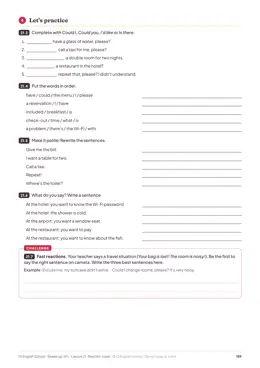 Let's practice
21.3 Complete with Could I, Could you, I'd like or Is there.
1. ____________ have a glass of water, please?
2. ____________ call a taxi for me, please?
3. ____________ a double room for two nights.
4. ____________ a restaurant in the hotel?
5. ____________ repeat that, please? I didn't understand.
21.4 Put the words in order.
have / could / the menu / I / please
a reservation / I / have
included / breakfast / is
check-out / time / what / is
a problem / there's / the Wi-Fi / with
21.5 Make it polite: Rewrite the sentences.
Give me the bill.
I want a table for two.
Call a taxi.
Repeat!
Where's the toilet?
21.6 What do you say? Write a sentence
At the hotel: you want to know the Wi-Fi password
At the hotel: the shower is cold.
At the airport: you want a window seat.
At the restaurant: you want to pay.
At the restaurant: you want to know about the fish.
CHALLENGE
21.7 Fast reactions. Your teacher says a travel situation (Your bag is lost! The room is noisy!). Be the first to
say the right sentence on camera. Write the three best sentences here.
Example: Excuse me, my suitcase didn't arrive. Could I change rooms, please? It's very noisy.